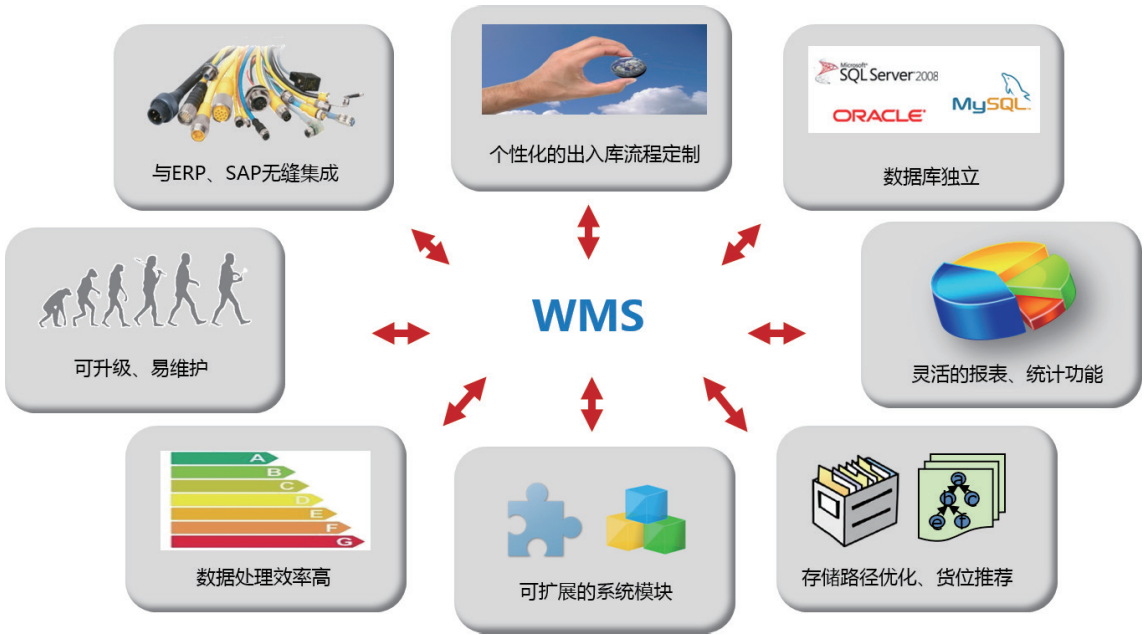 与ERP、SAP无缝集成
个性化的出入库流程定制
Microsoft
SQL Server 2008
MySQL
ORACLE
数据库独立
可升级、易维护
WMS
灵活的报表、统计功能
A
B
C
D
E
F
G
数据处理效率高
可扩展的系统模块
存储路径优化、货位推荐